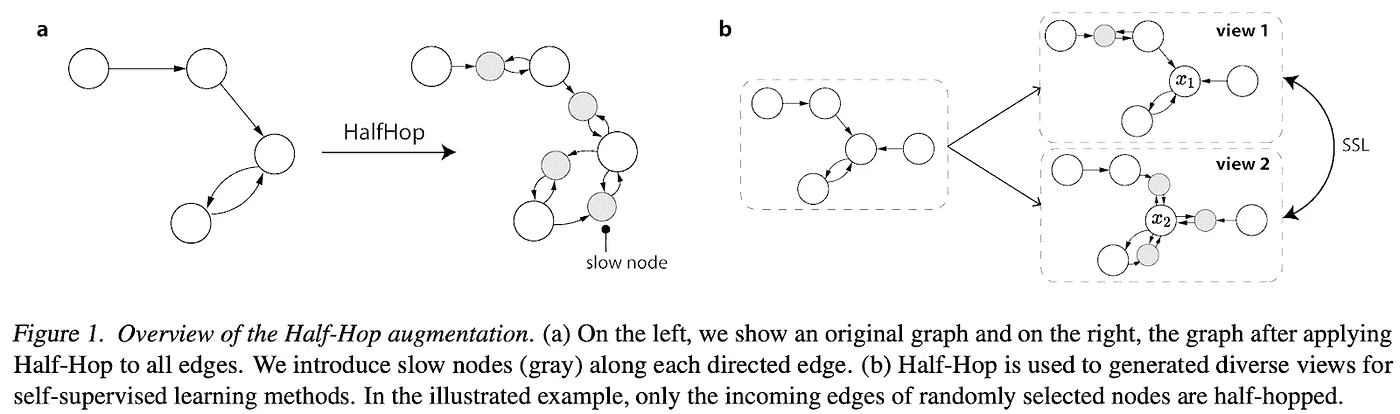 a
HalfHop
slow node
b
view 1
x₁
view 2
x₂
SSL
Figure 1. Overview of the Half-Hop augmentation. (a) On the left, we show an original graph and on the right, the graph after applying
Half-Hop to all edges. We introduce slow nodes (gray) along each directed edge. (b) Half-Hop is used to generated diverse views for
self-supervised learning methods. In the illustrated example, only the incoming edges of randomly selected nodes are half-hopped.